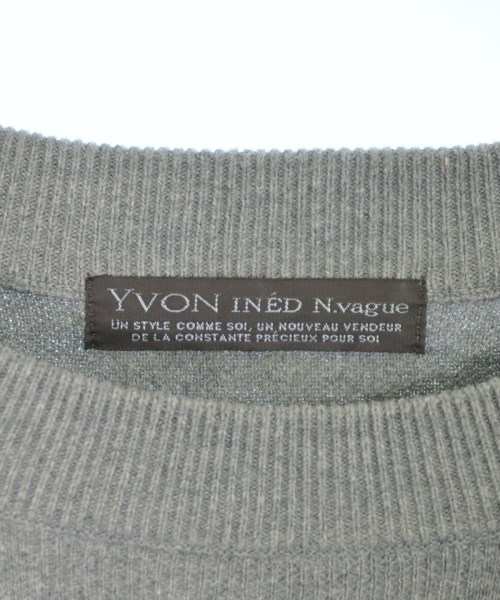 YVON INÉD N.vague
UN STYLE COMME SOI, UN NOUVEAU VENDEUR
DE LA CONSTANTE PRÉCIEUX POUR SOI